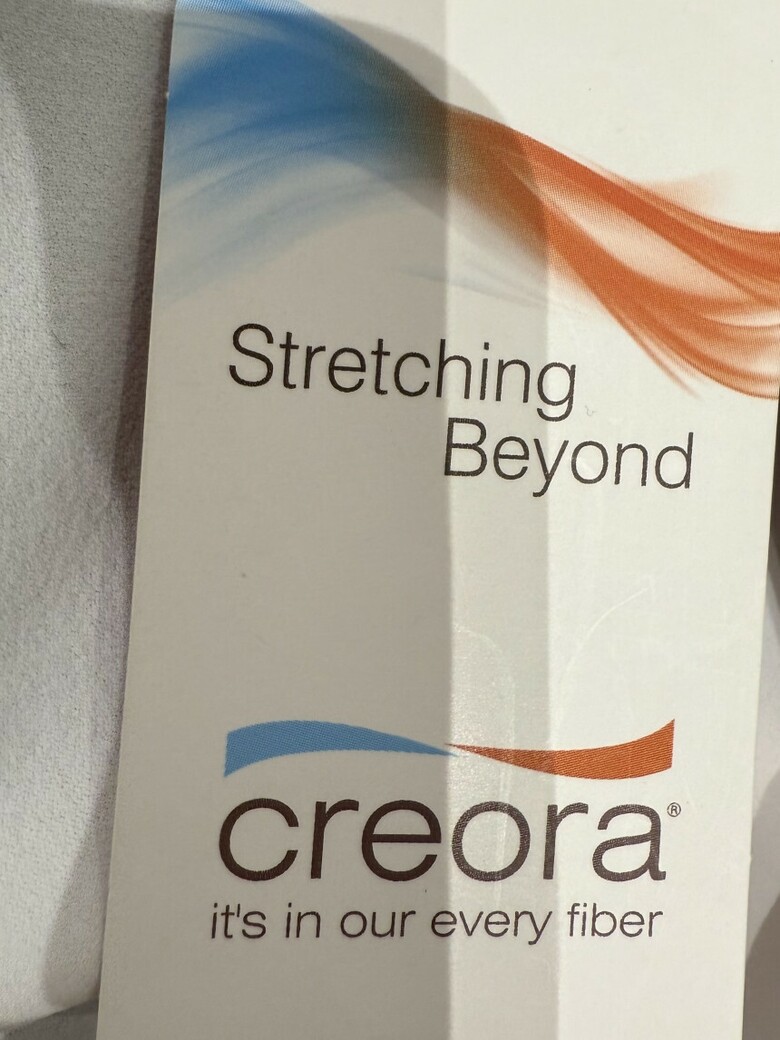 Stretching
Beyond
creora®
it's in our every fiber